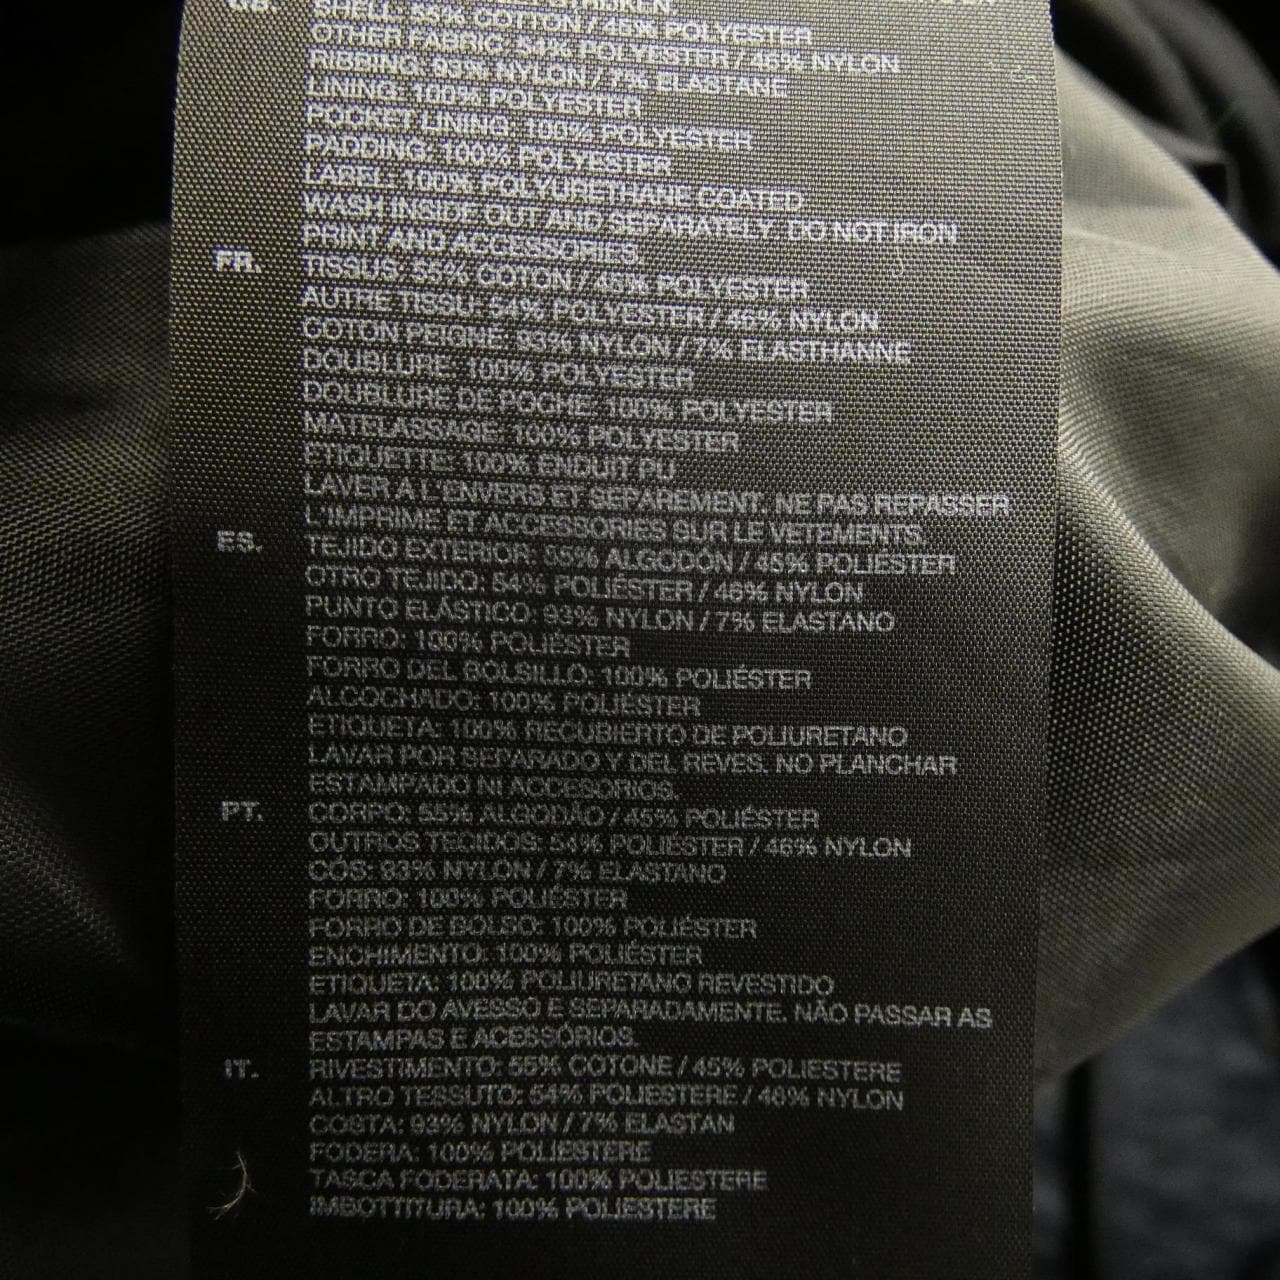 GB. SHELL: 55% COTTON / 45% POLYESTER
OTHER FABRIC: 54% POLYESTER / 46% NYLON
RIBBING: 93% NYLON / 7% ELASTANE
LINING: 100% POLYESTER
POCKET LINING: 100% POLYESTER
PADDING: 100% POLYESTER
LABEL: 100% POLYURETHANE COATED
WASH INSIDE OUT AND SEPARATELY. DO NOT IRON
PRINT AND ACCESSORIES.
FR. TISSUS: 55% COTON / 45% POLYESTER
AUTRE TISSU: 54% POLYESTER / 46% NYLON
COTON PEIGNE: 93% NYLON / 7% ELASTHANNE
DOUBLURE: 100% POLYESTER
DOUBLURE DE POCHE: 100% POLYESTER
MATELASSAGE: 100% POLYESTER
ETIQUETTE: 100% ENDUIT PU
LAVER A L'ENVERS ET SEPAREMENT. NE PAS REPASSER
L'IMPRIME ET ACCESSORIES SUR LE VETEMENTS.
ES. TEJIDO EXTERIOR: 55% ALGODÓN / 45% POLIÉSTER
OTRO TEJIDO: 54% POLIÉSTER / 46% NYLON
PUNTO ELÁSTICO: 93% NYLON / 7% ELASTANO
FORRO: 100% POLIÉSTER
FORRO DEL BOLSILLO: 100% POLIÉSTER
ALCOCHADO: 100% POLIÉSTER
ETIQUETA: 100% RECUBIERTO DE POLIURETANO
LAVAR POR SEPARADO Y DEL REVES. NO PLANCHAR
ESTAMPADO NI ACCESORIOS.
PT. CORPO: 55% ALGODÃO / 45% POLIÉSTER
OUTROS TECIDOS: 54% POLIÉSTER / 46% NYLON
CÓS: 93% NYLON / 7% ELASTANO
FORRO: 100% POLIÉSTER
FORRO DE BOLSO: 100% POLIÉSTER
ENCHIMENTO: 100% POLIÉSTER
ETIQUETA: 100% POLIURETANO REVESTIDO
LAVAR DO AVESSO E SEPARADAMENTE. NÃO PASSAR AS
ESTAMPAS E ACESSÓRIOS.
IT. RIVESTIMENTO: 55% COTONE / 45% POLIESTERE
ALTRO TESSUTO: 54% POLIESTERE / 46% NYLON
COSTA: 93% NYLON / 7% ELASTAN
FODERA: 100% POLIESTERE
TASCA FODERATA: 100% POLIESTERE
IMBOTTITURA: 100% POLIESTERE